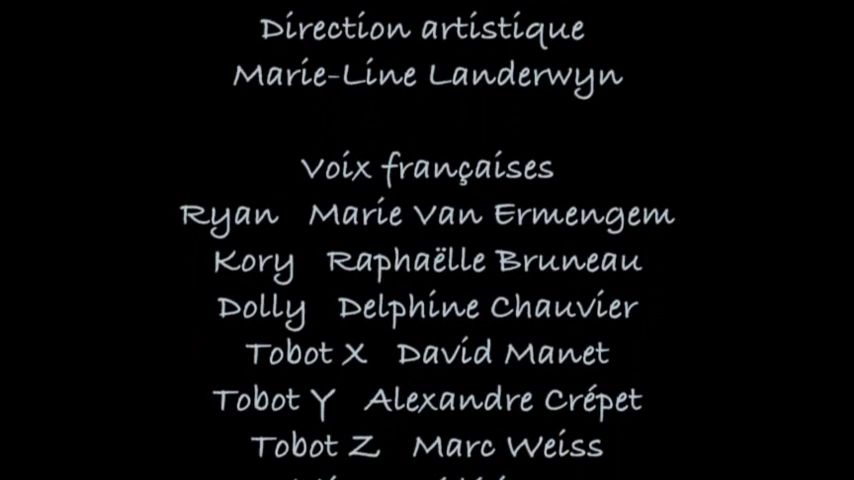 Direction artistique
Marie-Line Landerwyn
Voix françaises
Ryan Marie Van Ermengem
Kory Raphaëlle Bruneau
Dolly Delphine Chauvier
Tobot X David Manet
Tobot Y Alexandre Crépet
Tobot Z Marc Weiss